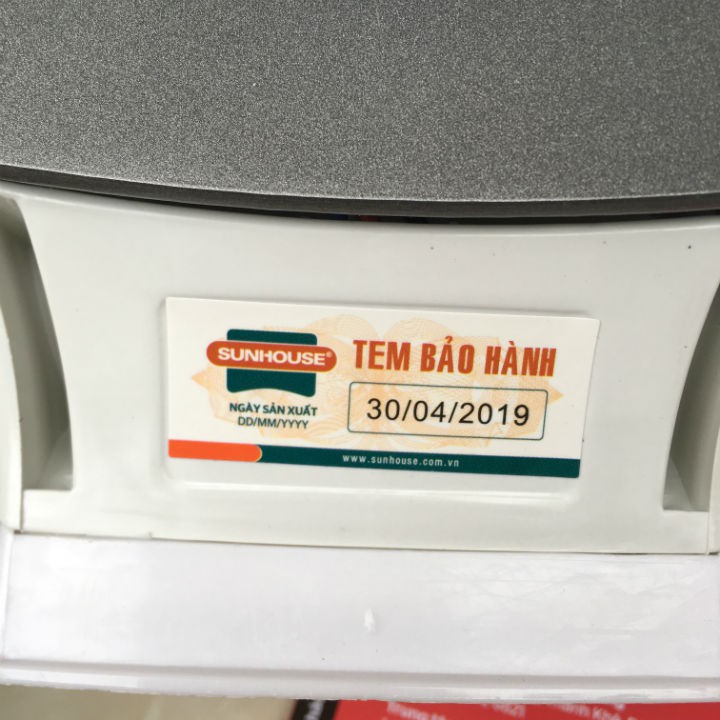 SUNHOUSE®
TEM BẢO HÀNH
NGÀY SẢN XUẤT
DD/MM/YYYY
30/04/2019
www.sunhouse.com.vn